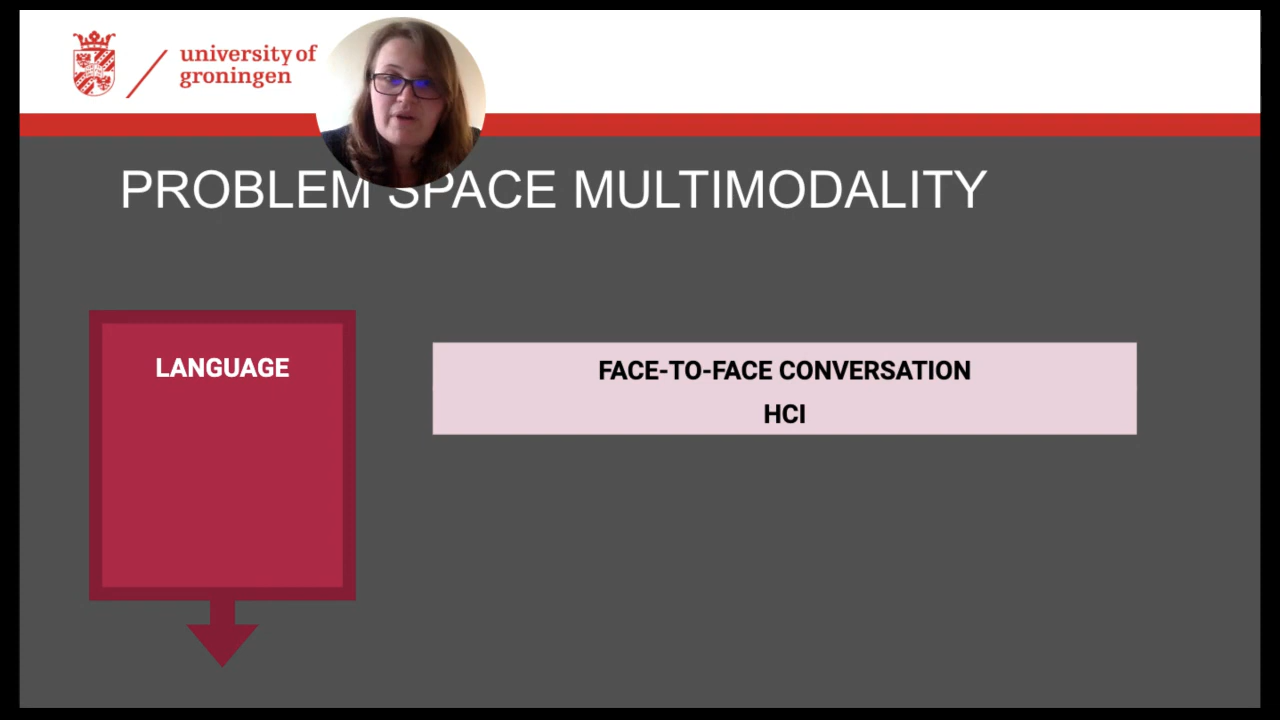 university of
groningen
PROBLEM SPACE MULTIMODALITY
LANGUAGE
FACE-TO-FACE CONVERSATION
HCI